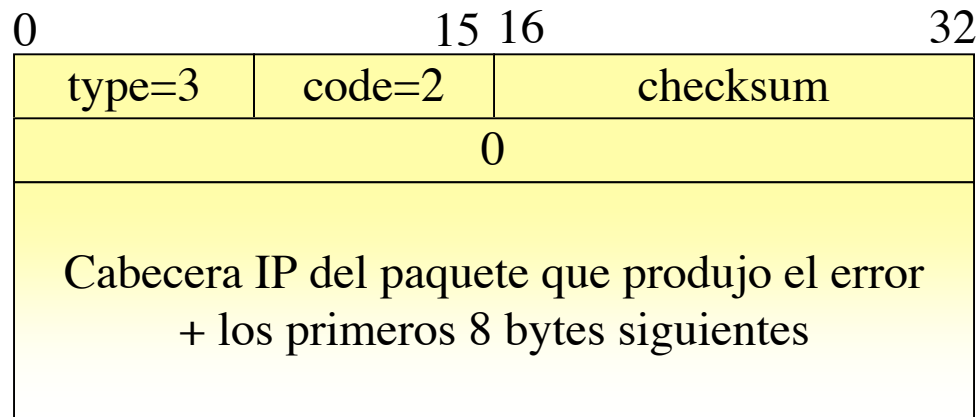 0 15 16 32
type=3 code=2 checksum
0
Cabecera IP del paquete que produjo el error
+ los primeros 8 bytes siguientes